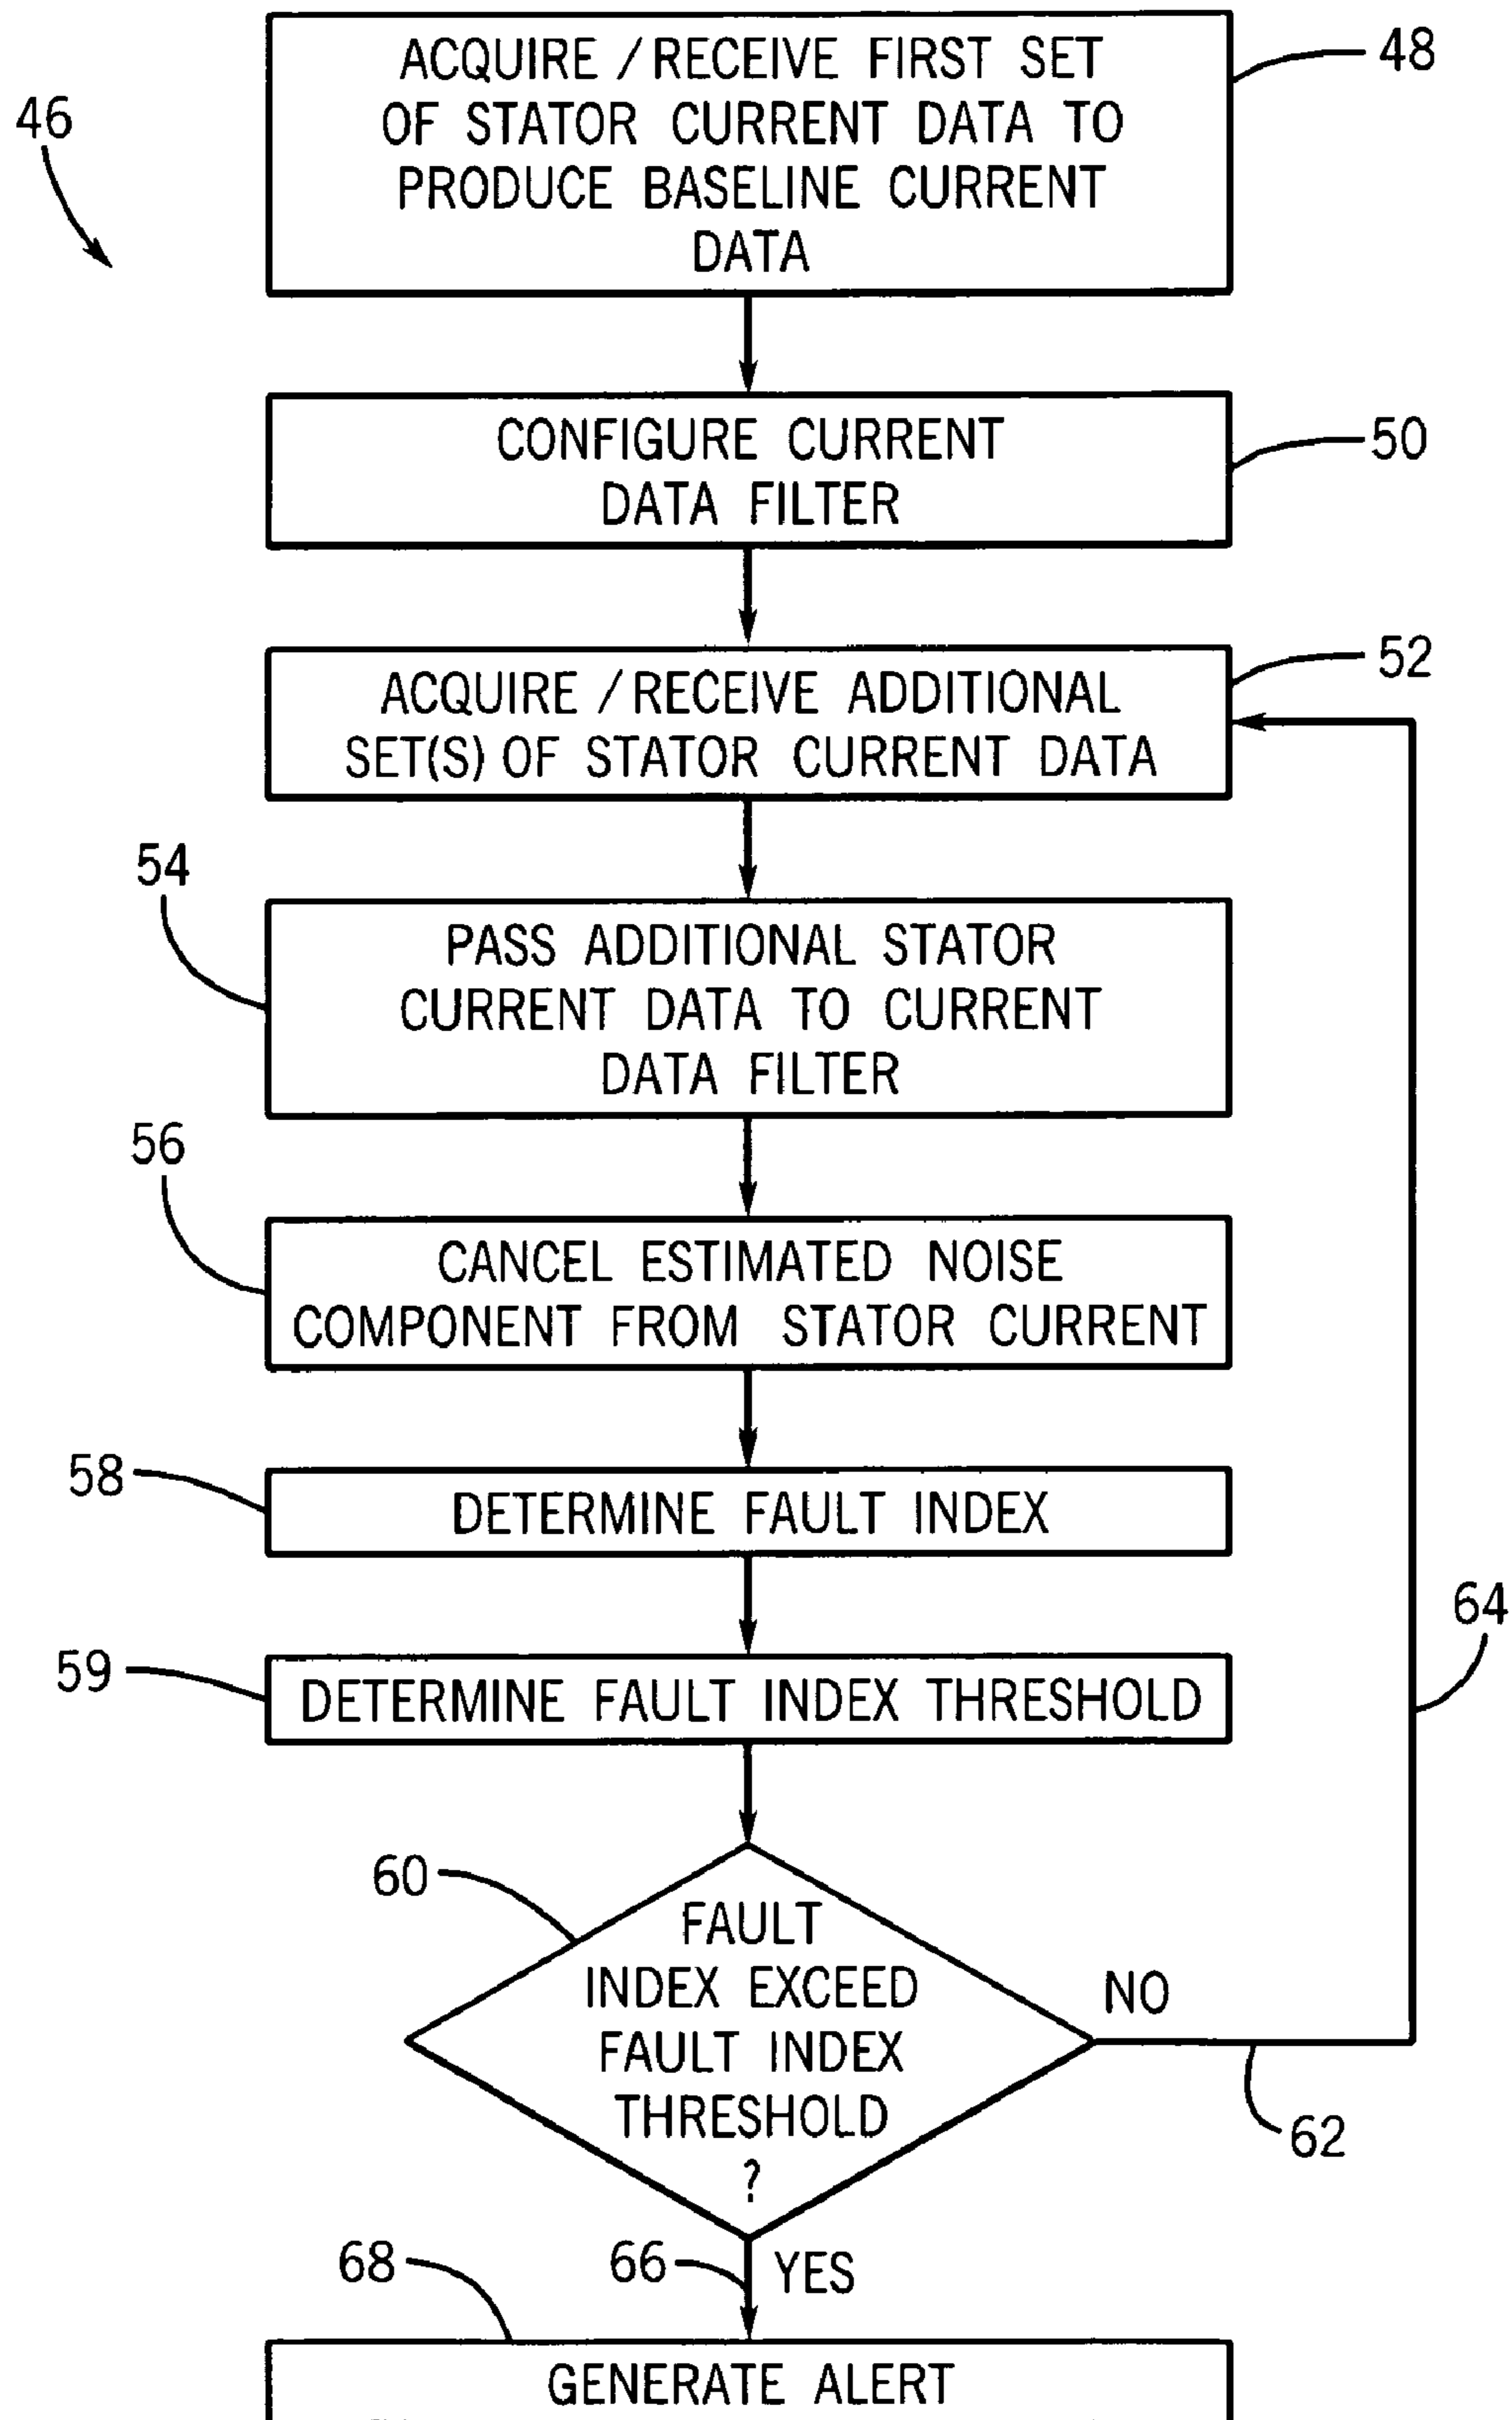 46
ACQUIRE / RECEIVE FIRST SET
OF STATOR CURRENT DATA TO
PRODUCE BASELINE CURRENT
DATA
48
CONFIGURE CURRENT
DATA FILTER
50
ACQUIRE / RECEIVE ADDITIONAL
SET(S) OF STATOR CURRENT DATA
52
54
PASS ADDITIONAL STATOR
CURRENT DATA TO CURRENT
DATA FILTER
56
CANCEL ESTIMATED NOISE
COMPONENT FROM STATOR CURRENT
58
DETERMINE FAULT INDEX
59
DETERMINE FAULT INDEX THRESHOLD
64
60
FAULT
INDEX EXCEED
FAULT INDEX
THRESHOLD
?
NO
62
66
YES
68
GENERATE ALERT